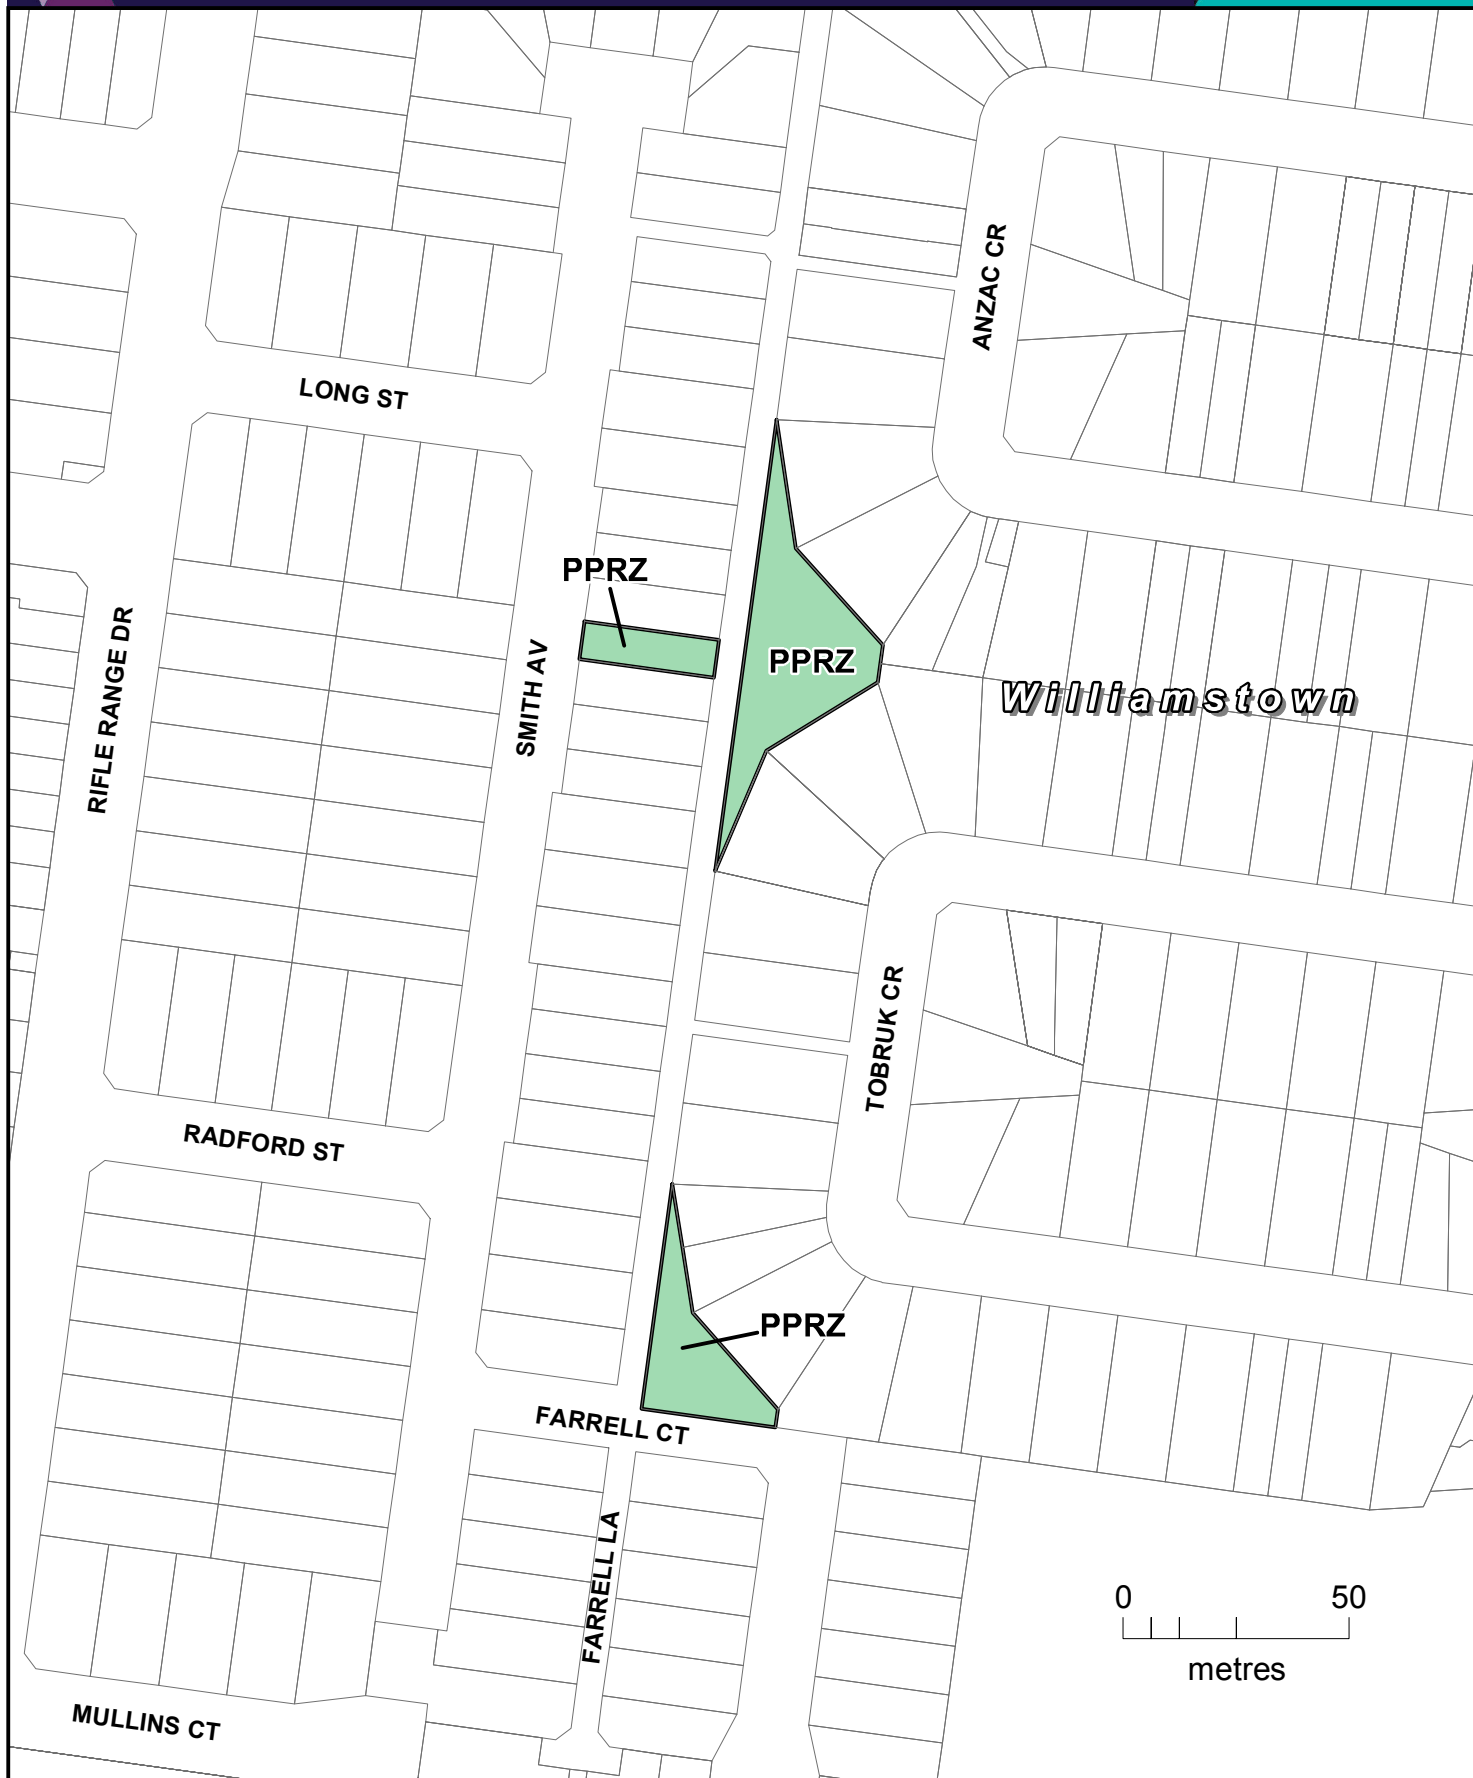 ANZAC CR
LONG ST
PPRZ
RIFLE RANGE DR
SMITH AV
PPRZ
Williamstown
TOBRUK CR
RADFORD ST
PPRZ
FARRELL CT
FARRELL LA
0 50
metres
MULLINS CT